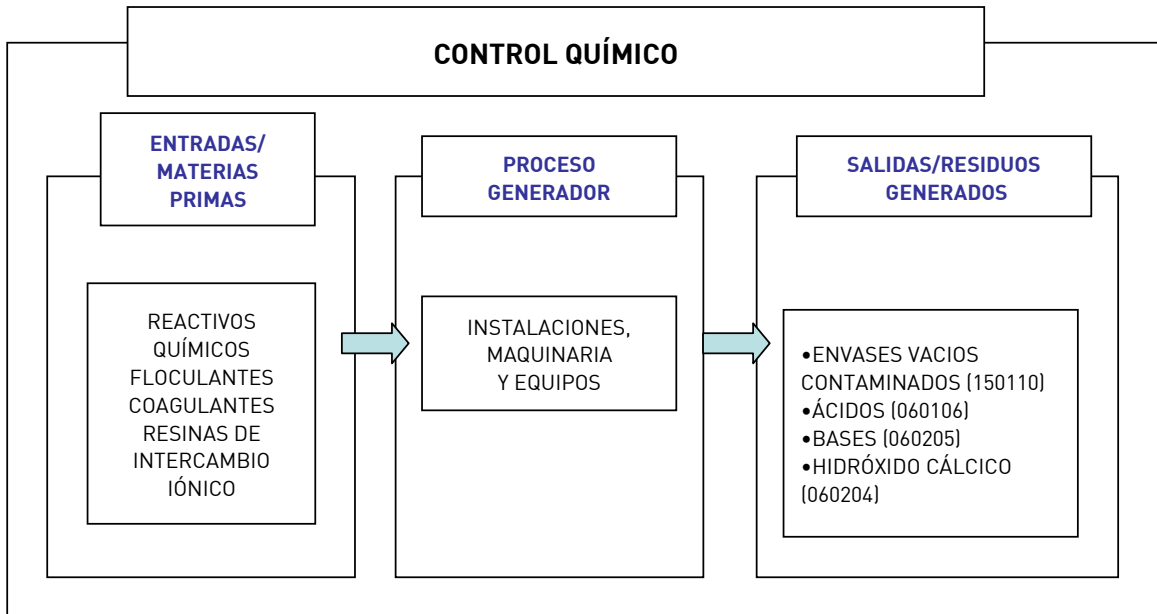 CONTROL QUÍMICO
ENTRADAS/
MATERIAS
PRIMAS
REACTIVOS
QUÍMICOS
FLOCULANTES
COAGULANTES
RESINAS DE
INTERCAMBIO
IÓNICO
PROCESO
GENERADOR
INSTALACIONES,
MAQUINARIA
Y EQUIPOS
SALIDAS/RESIDUOS
GENERADOS
•ENVASES VACIOS
CONTAMINADOS (150110)
•ÁCIDOS (060106)
•BASES (060205)
•HIDRÓXIDO CÁLCICO
(060204)